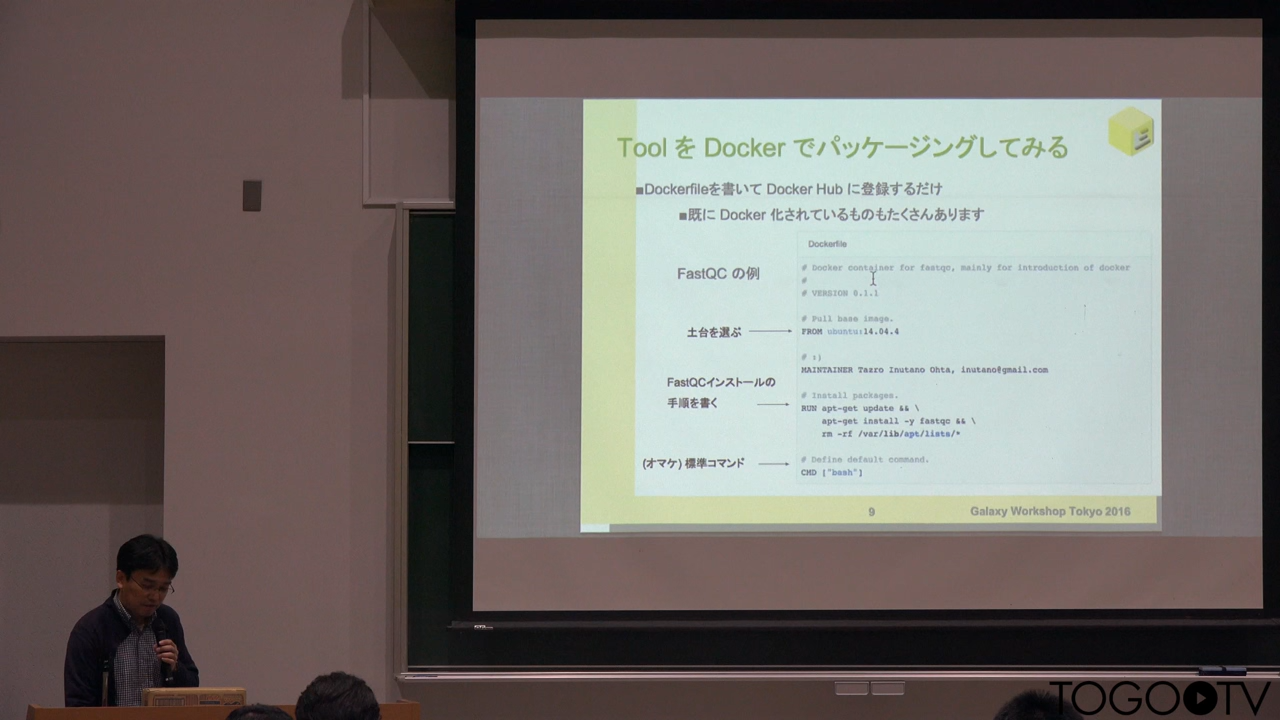 Tool を Docker でパッケージングしてみる
■Dockerfileを書いて Docker Hub に登録するだけ
■既に Docker 化されているものもたくさんあります
Dockerfile
FastQC の例
# Docker container for fastqc, mainly for introduction of docker
#
# VERSION 0.1.1
# Pull base image.
土台を選ぶ
FROM ubuntu:14.04.4
# :)
MAINTAINER Tazro Inutano Ohta, inutano@gmail.com
FastQCインストールの
手順を書く
# Install packages.
RUN apt-get update && \
apt-get install -y fastqc && \
rm -rf /var/lib/apt/lists/*
# Define default command.
(オマケ) 標準コマンド
CMD ["bash"]
9
Galaxy Workshop Tokyo 2016
TOGOTV